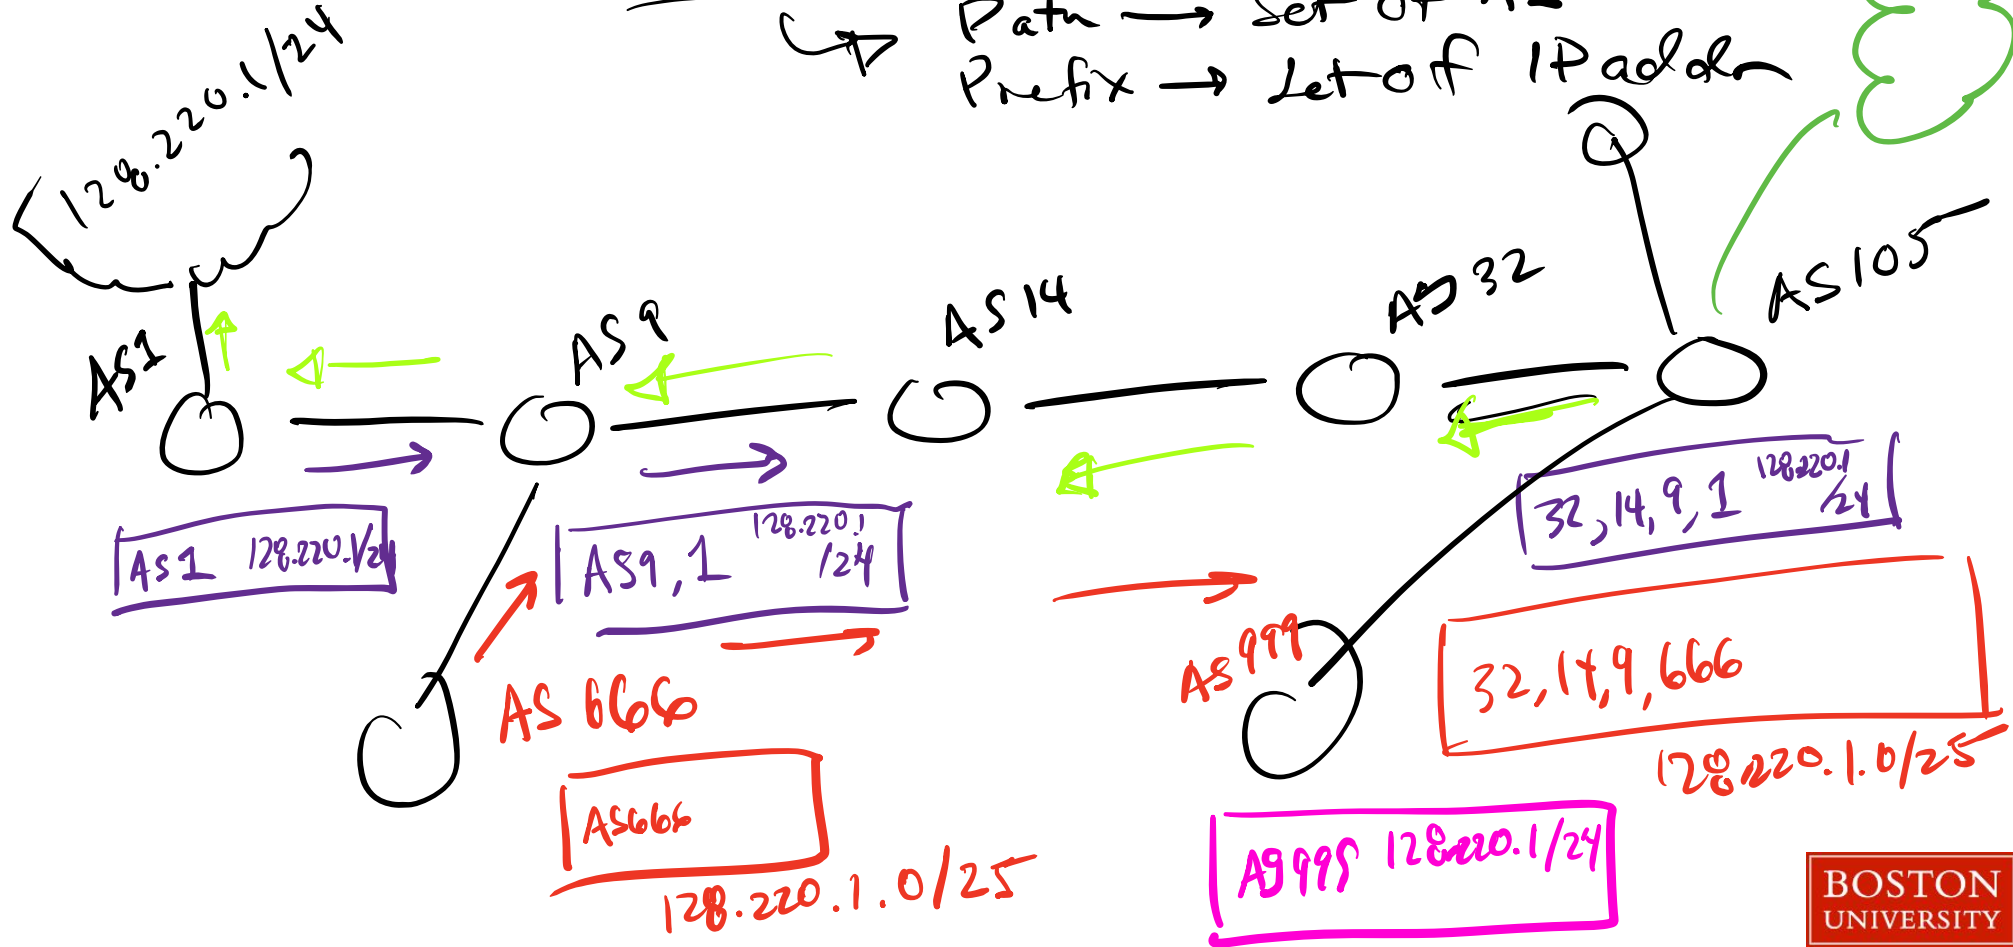 Path → Set of
Prefix → Set of IP addr
128.220.1/24
AS1
AS9
AS14
AS32
AS105
AS1 128.220.1/24
AS9, 1 128.220.1/24
32, 14, 9, 1 128.220.1/24
AS666
AS666
128.220.1.0/25
AS999
AS999 128.220.1/24
32, 14, 9, 666
128.220.1.0/25
BOSTON
UNIVERSITY